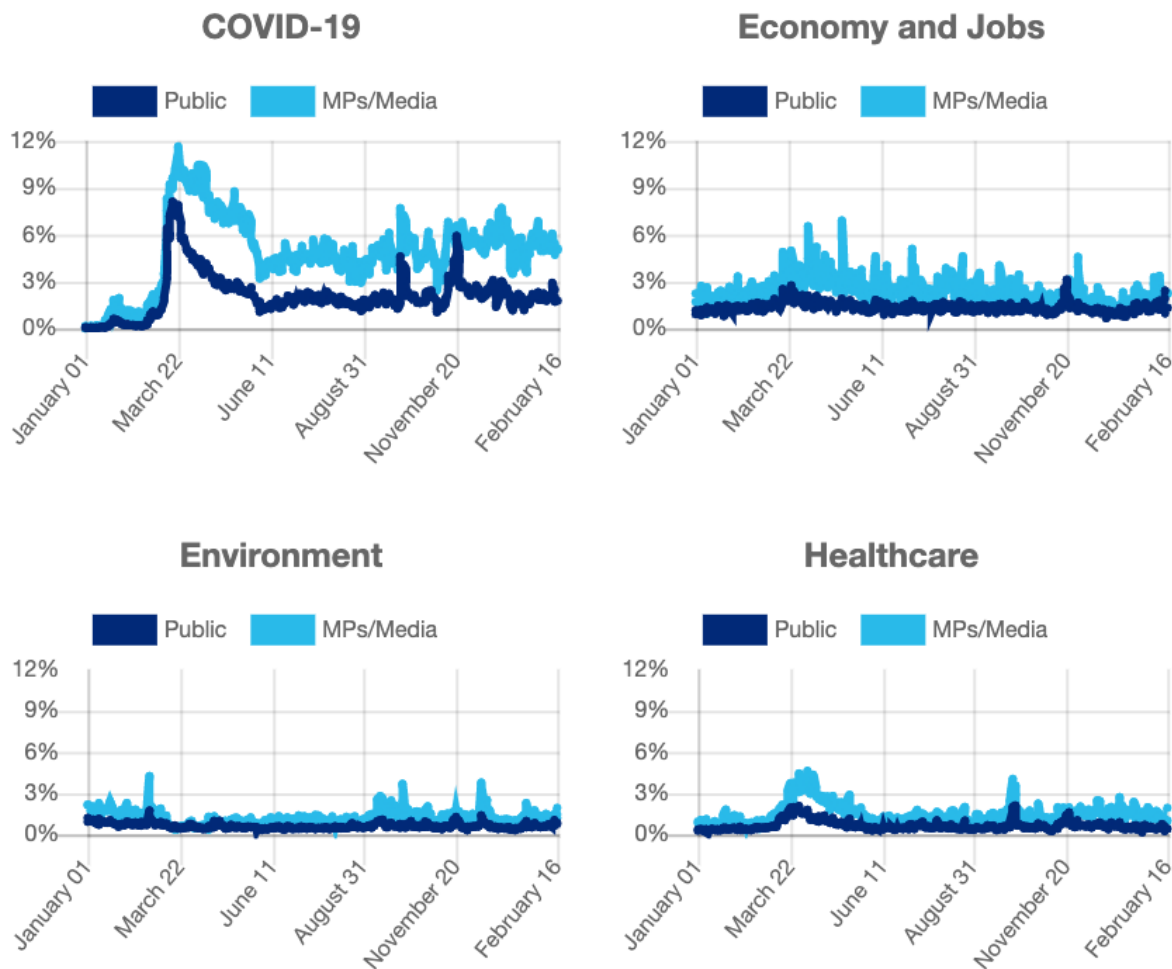 COVID-19
Public MPs/Media
12%
9%
6%
3%
0%
January 01
March 22
June 11
August 31
November 20
February 16
Economy and Jobs
Public MPs/Media
12%
9%
6%
3%
0%
January 01
March 22
June 11
August 31
November 20
February 16
Environment
Public MPs/Media
12%
9%
6%
3%
0%
January 01
March 22
June 11
August 31
November 20
February 16
Healthcare
Public MPs/Media
12%
9%
6%
3%
0%
January 01
March 22
June 11
August 31
November 20
February 16